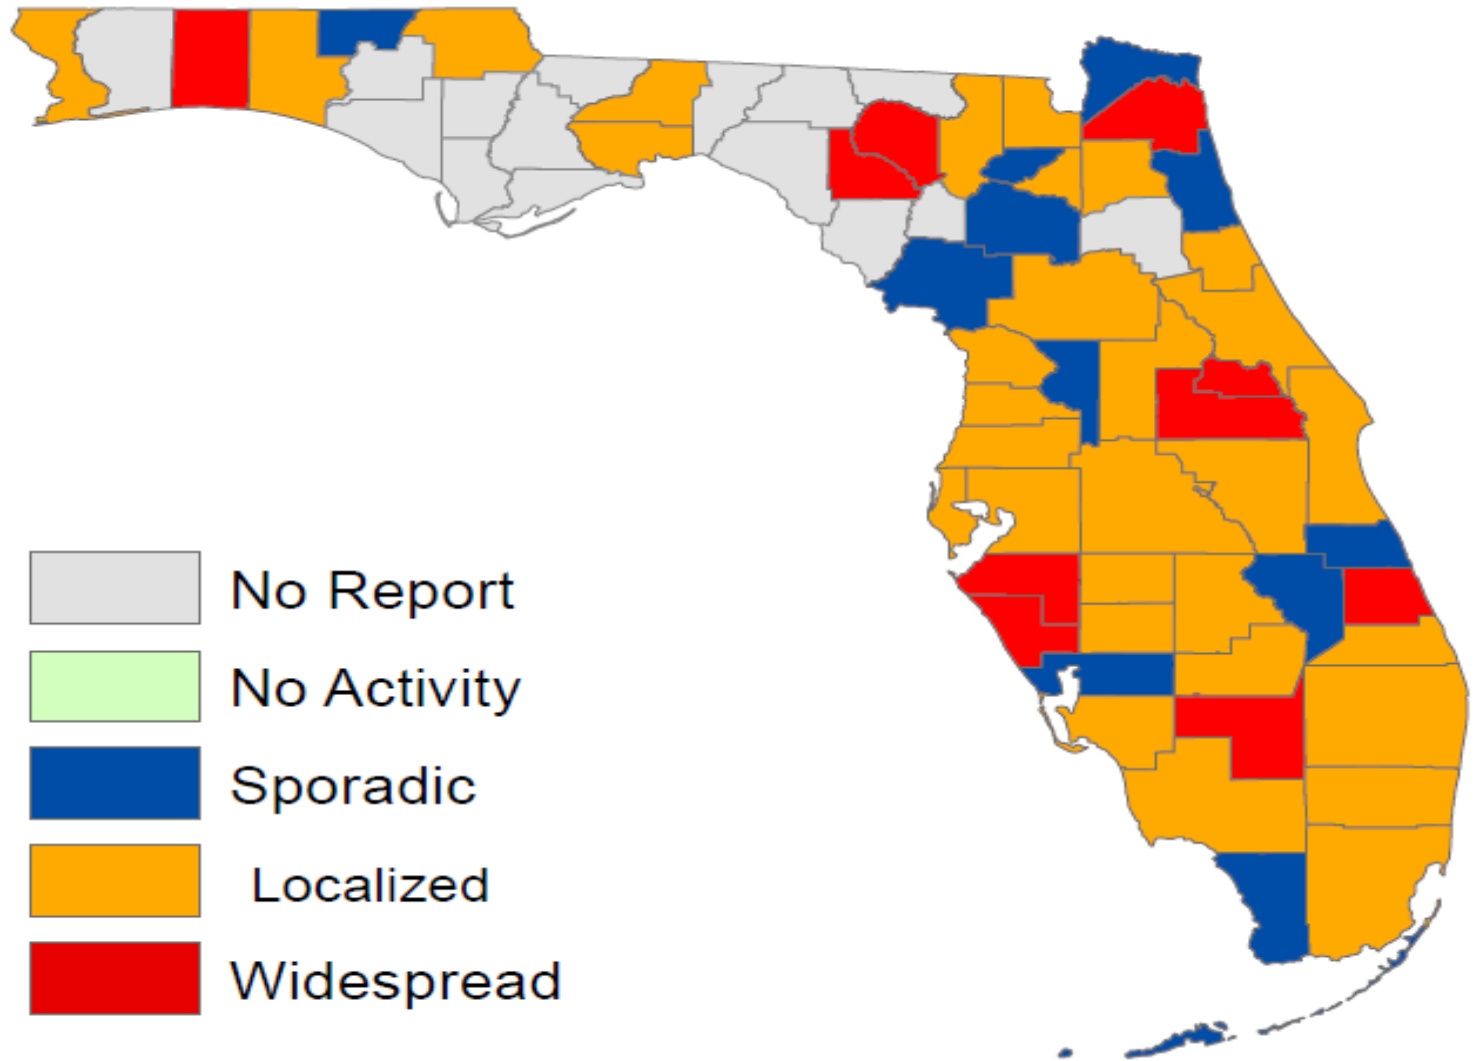 No Report
No Activity
Sporadic
Localized
Widespread